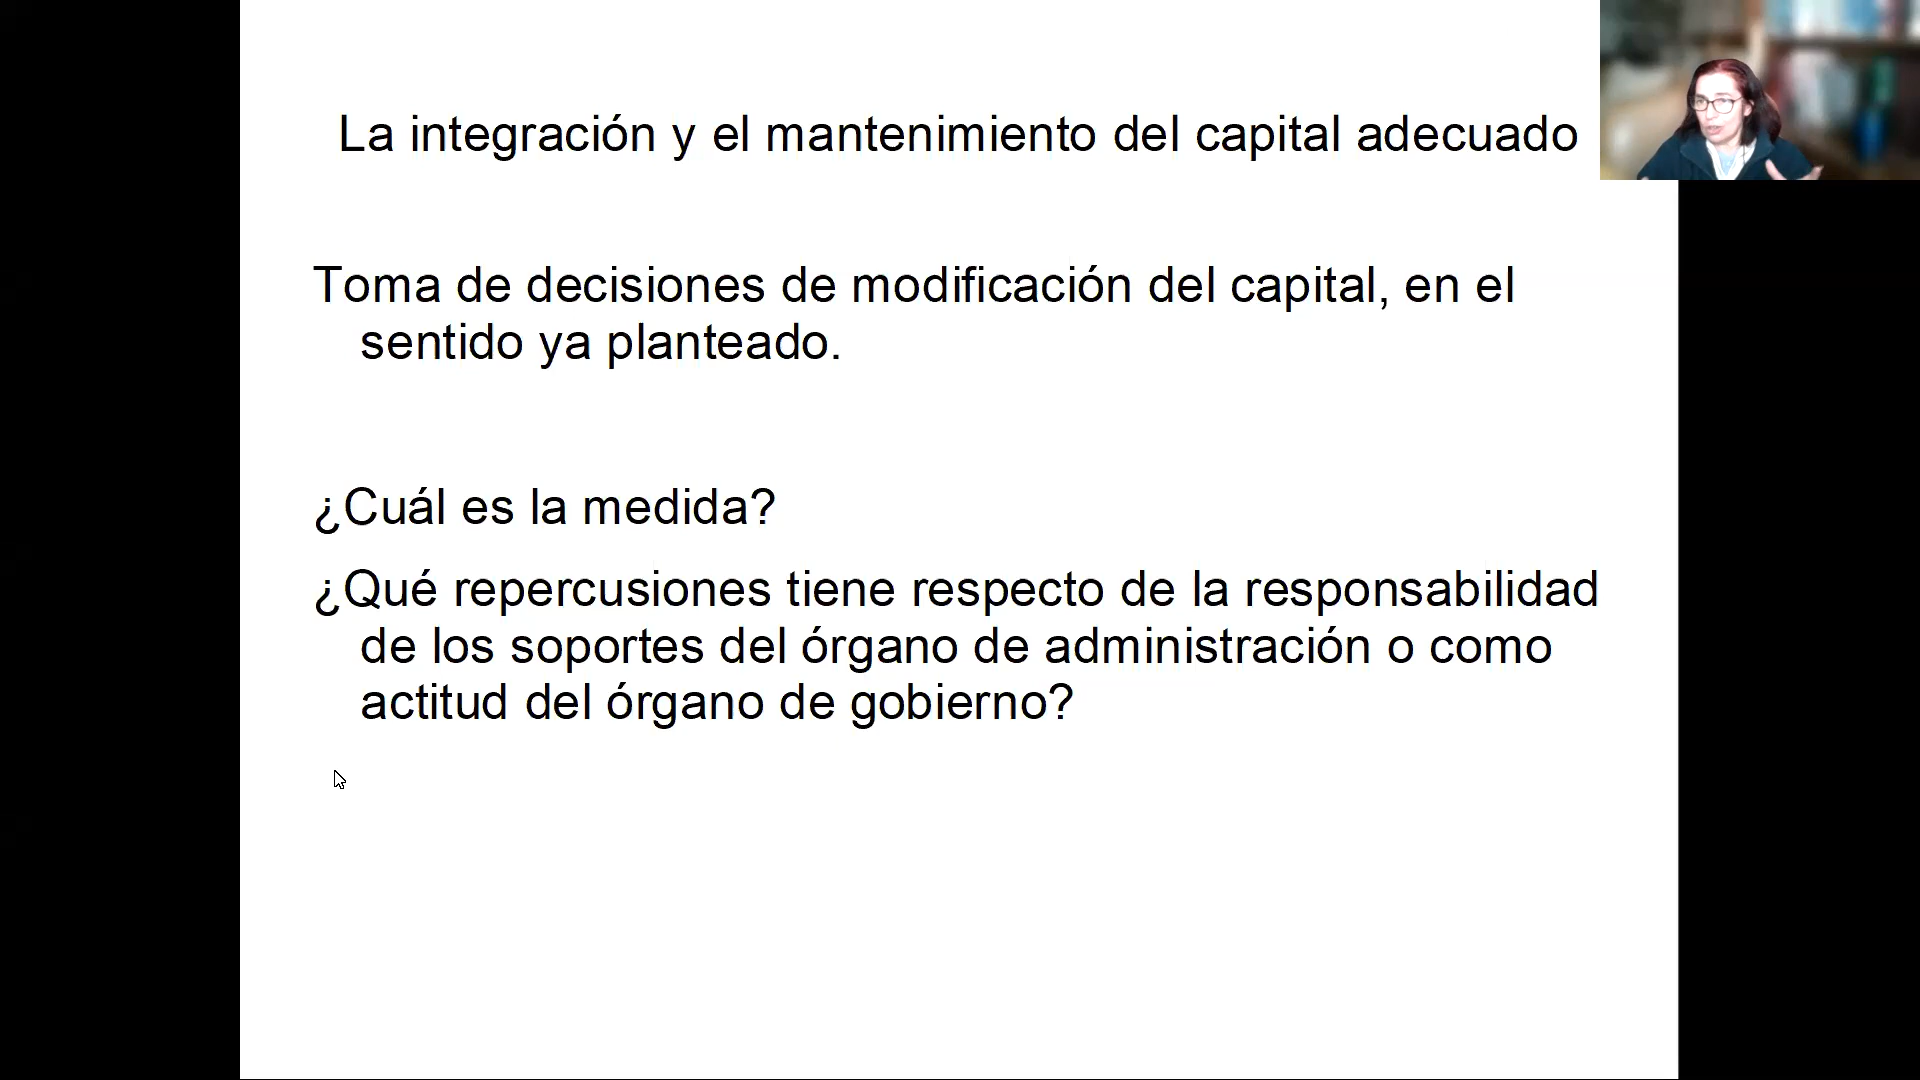 La integración y el mantenimiento del capital adecuado
Toma de decisiones de modificación del capital, en el
sentido ya planteado.
¿Cuál es la medida?
¿Qué repercusiones tiene respecto de la responsabilidad
de los soportes del órgano de administración o como
actitud del órgano de gobierno?